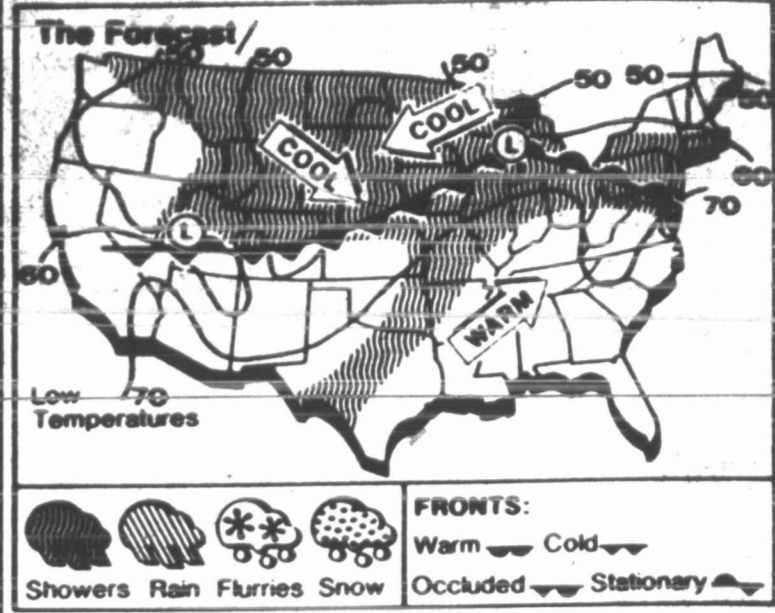 The Forecast
50 50 50 50 50 50
COOL
COOL
L
60
70
L
60
WARM
Low 70
Temperatures
Showers Rain Flurries Snow
FRONTS:
Warm Cold
Occluded Stationary